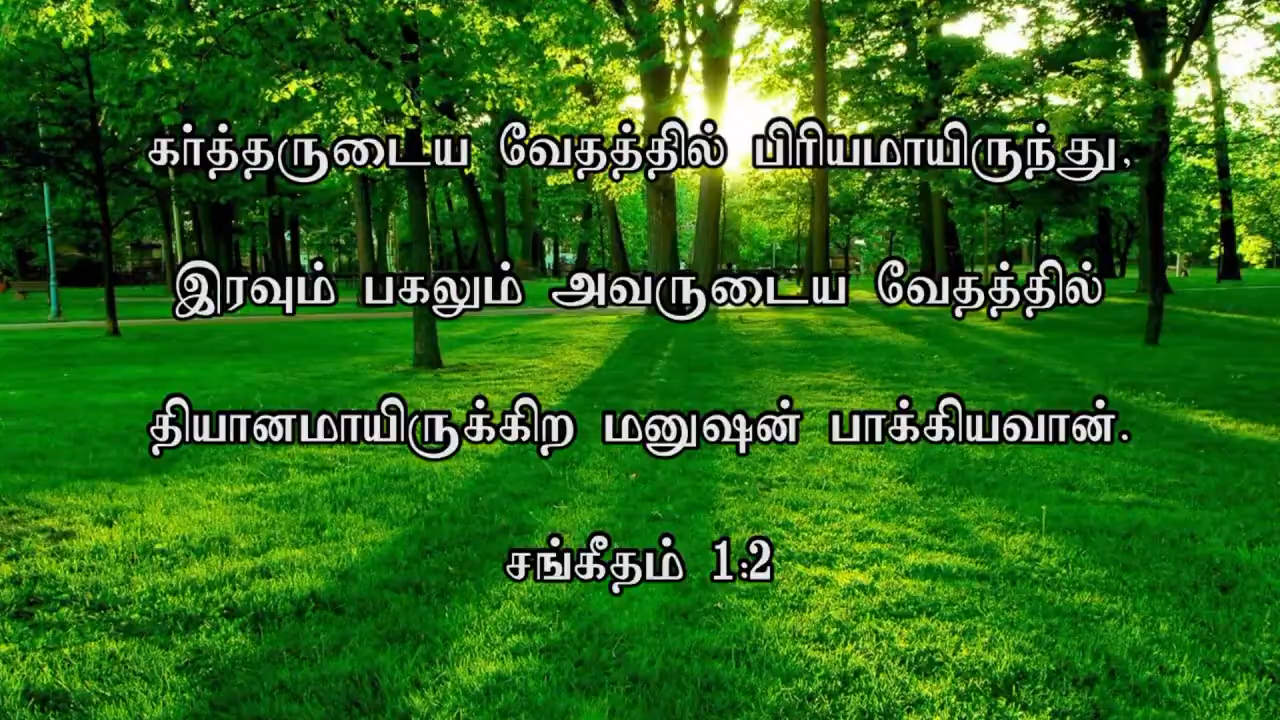 கர்த்தருடைய வேதத்தில் பிரியமாயிருந்து,
இரவும் பகலும் அவருடைய வேதத்தில்
தியானமாயிருக்கிற மனுஷன் பாக்கியவான்.
சங்கீதம் 1:2